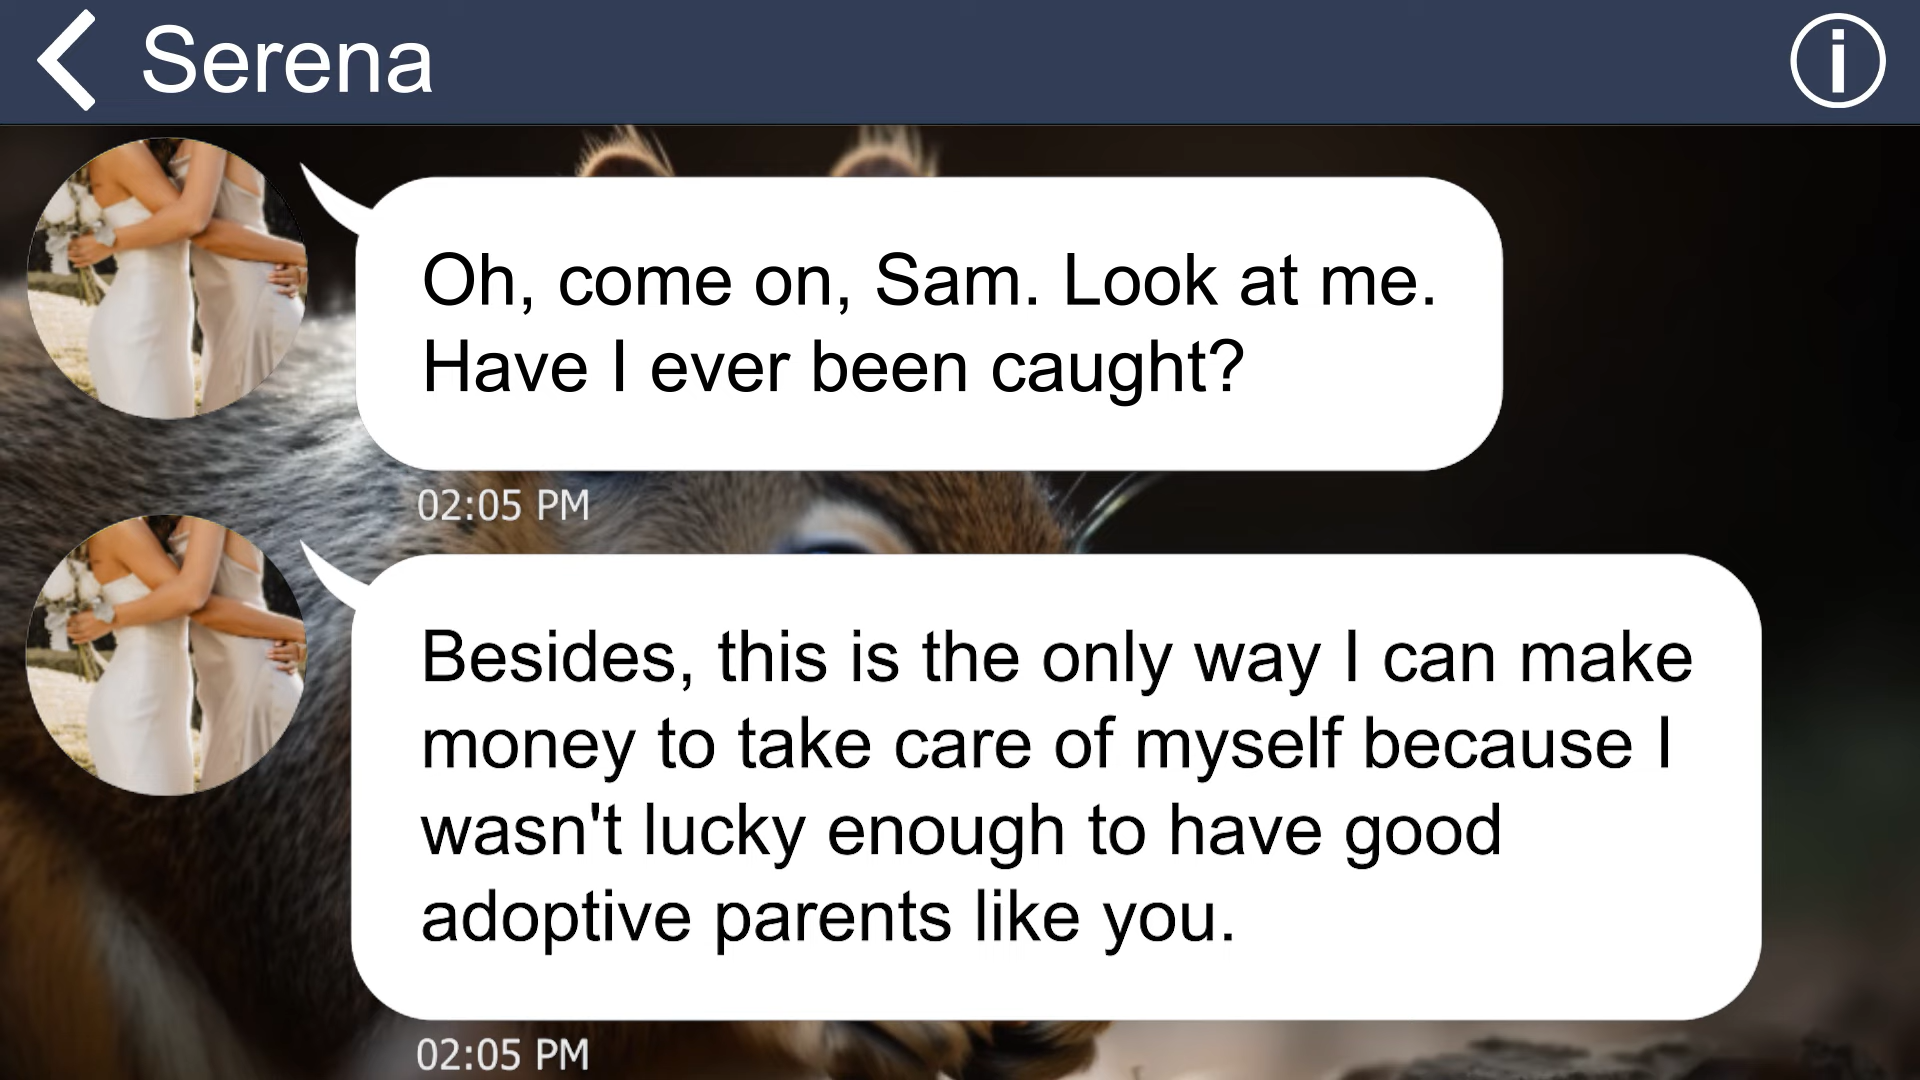 Serena
Oh, come on, Sam. Look at me.
Have I ever been caught?
02:05 PM
Besides, this is the only way I can make
money to take care of myself because I
wasn't lucky enough to have good
adoptive parents like you.
02:05 PM